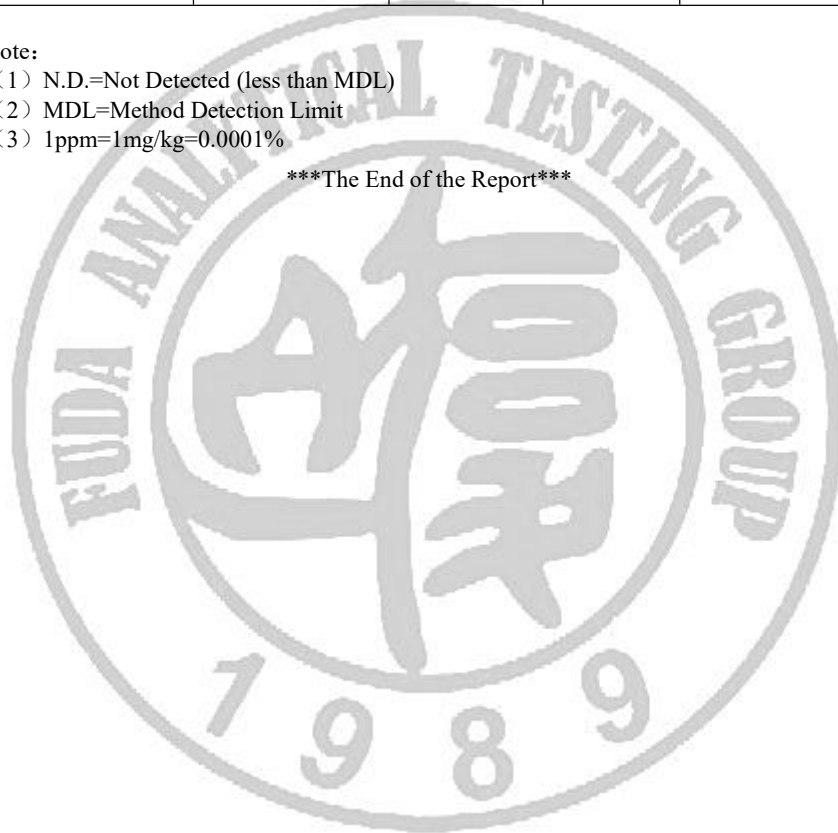 ote：
（1）N.D.=Not Detected (less than MDL)
（2）MDL=Method Detection Limit
（3）1ppm=1mg/kg=0.0001%
***The End of the Report***
FUDA ANALITICAL TESTING GROUP
1989